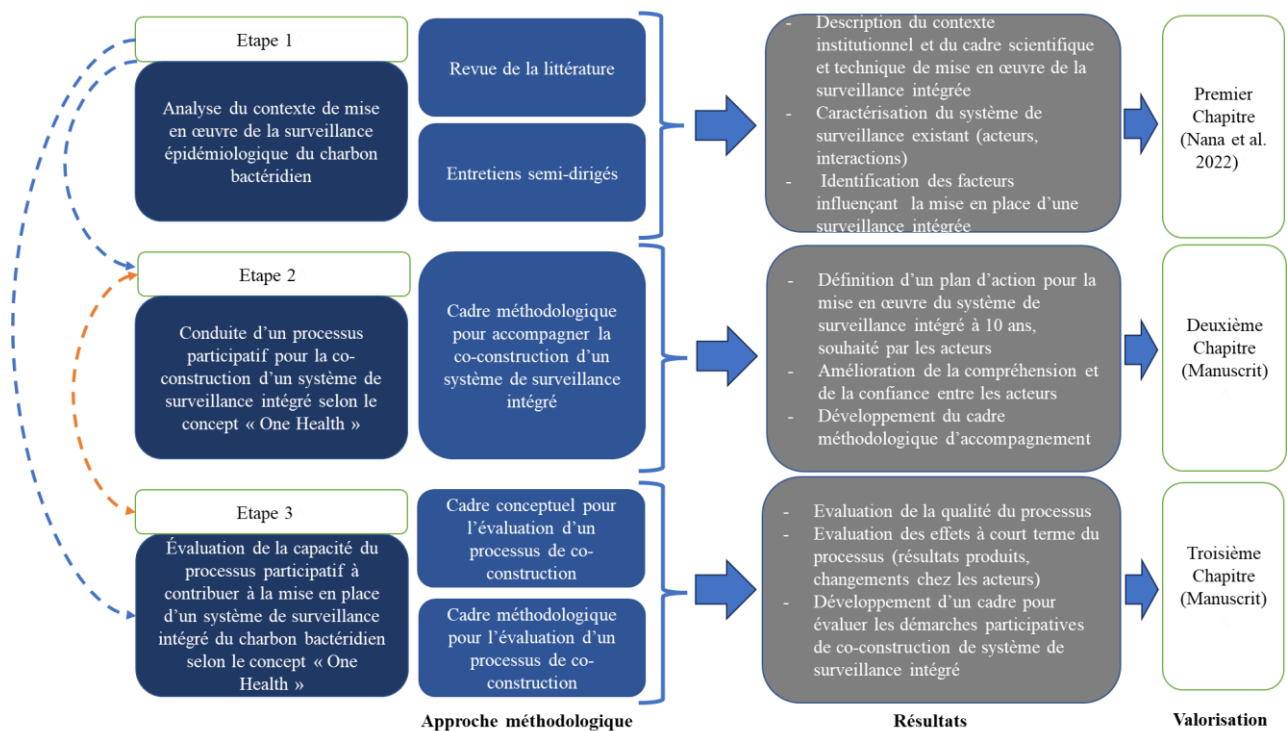 Etape 1
Analyse du contexte de mise
en œuvre de la surveillance
épidémiologique du charbon
bactéridien
Revue de la littérature
Entretiens semi-dirigés
- Description du contexte
institutionnel et du cadre scientifique
et technique de mise en œuvre de la
surveillance intégrée
- Caractérisation du système de
surveillance existant (acteurs,
interactions)
- Identification des facteurs
influençant la mise en place d'une
surveillance intégrée
Premier
Chapitre
(Nana et al.
2022)
Etape 2
Conduite d'un processus
participatif pour la co-
construction d'un système de
surveillance intégré selon le
concept « One Health »
Cadre méthodologique
pour accompagner la
co-construction d'un
système de surveillance
intégré
- Définition d'un plan d'action pour la
mise en œuvre du système de
surveillance intégré à 10 ans,
souhaité par les acteurs
- Amélioration de la compréhension et
de la confiance entre les acteurs
- Développement du cadre
méthodologique d'accompagnement
Deuxième
Chapitre
(Manuscrit)
Etape 3
Évaluation de la capacité du
processus participatif à
contribuer à la mise en place
d'un système de surveillance
intégré du charbon bactéridien
selon le concept « One
Health »
Cadre conceptuel pour
l'évaluation d'un
processus de co-
construction
Cadre méthodologique
pour l'évaluation d'un
processus de co-
construction
- Evaluation de la qualité du processus
- Evaluation des effets à court terme du
processus (résultats produits,
changements chez les acteurs)
- Développement d'un cadre pour
évaluer les démarches participatives
de co-construction de système de
surveillance intégré
Troisième
Chapitre
(Manuscrit)
Approche méthodologique
Résultats
Valorisation